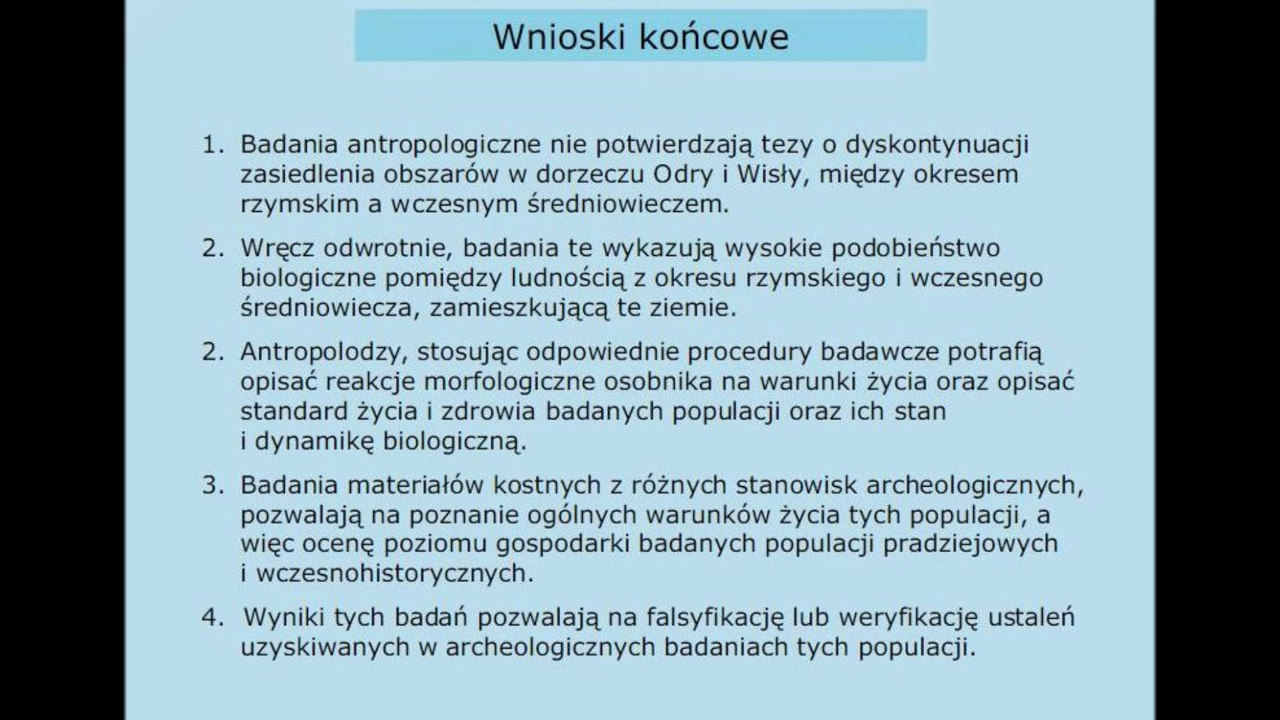 Wnioski końcowe
1. Badania antropologiczne nie potwierdzają tezy o dyskontynuacji
zasiedlenia obszarów w dorzeczu Odry i Wisły, między okresem
rzymskim a wczesnym średniowieczem.
2. Wręcz odwrotnie, badania te wykazują wysokie podobieństwo
biologiczne pomiędzy ludnością z okresu rzymskiego i wczesnego
średniowiecza, zamieszkującą te ziemie.
2. Antropolodzy, stosując odpowiednie procedury badawcze potrafią
opisać reakcje morfologiczne osobnika na warunki życia oraz opisać
standard życia i zdrowia badanych populacji oraz ich stan
i dynamikę biologiczną.
3. Badania materiałów kostnych z różnych stanowisk archeologicznych,
pozwalają na poznanie ogólnych warunków życia tych populacji, a
więc ocenę poziomu gospodarki badanych populacji pradziejowych
i wczesnohistorycznych.
4. Wyniki tych badań pozwalają na falsyfikację lub weryfikację ustaleń
uzyskiwanych w archeologicznych badaniach tych populacji.